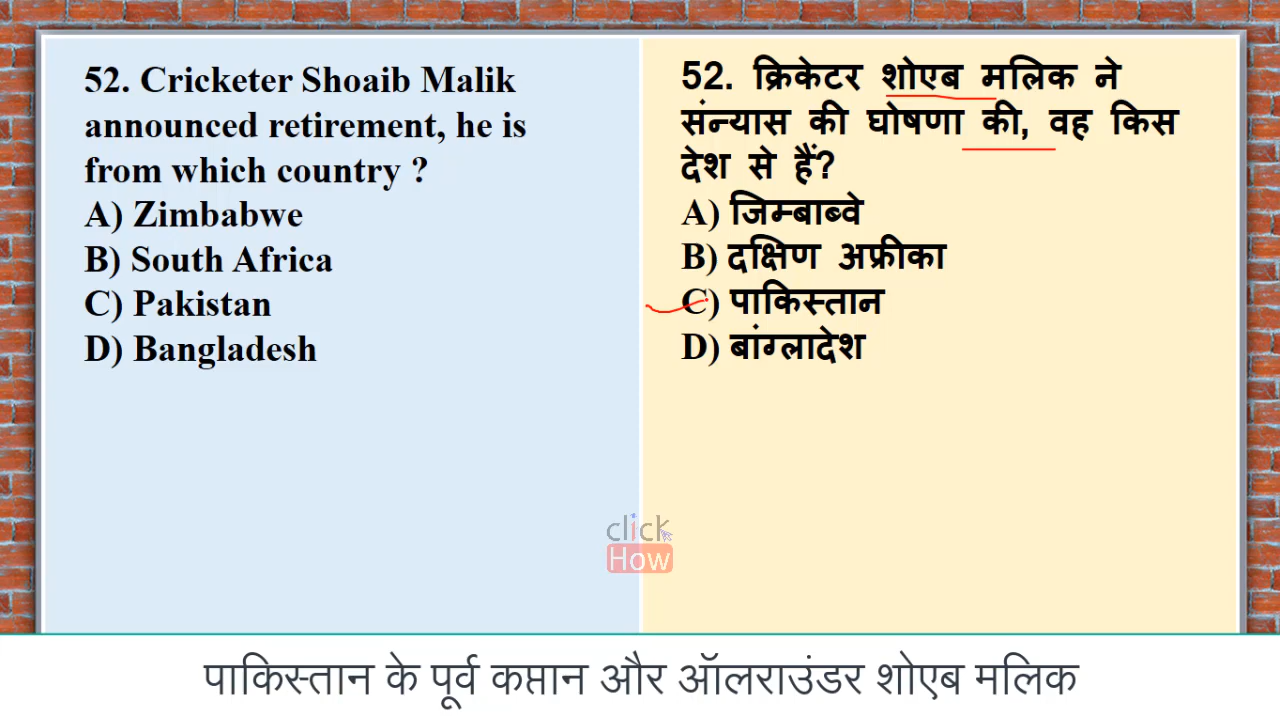 52. Cricketer Shoaib Malik
announced retirement, he is
from which country ?
A) Zimbabwe
B) South Africa
C) Pakistan
D) Bangladesh
52. क्रिकेटर शोएब मलिक ने
संन्यास की घोषणा की, वह किस
देश से हैं?
A) जिम्बाब्वे
B) दक्षिण अफ्रीका
C) पाकिस्तान
D) बांग्लादेश
click
How
पाकिस्तान के पूर्व कप्तान और ऑलराउंडर शोएब मलिक